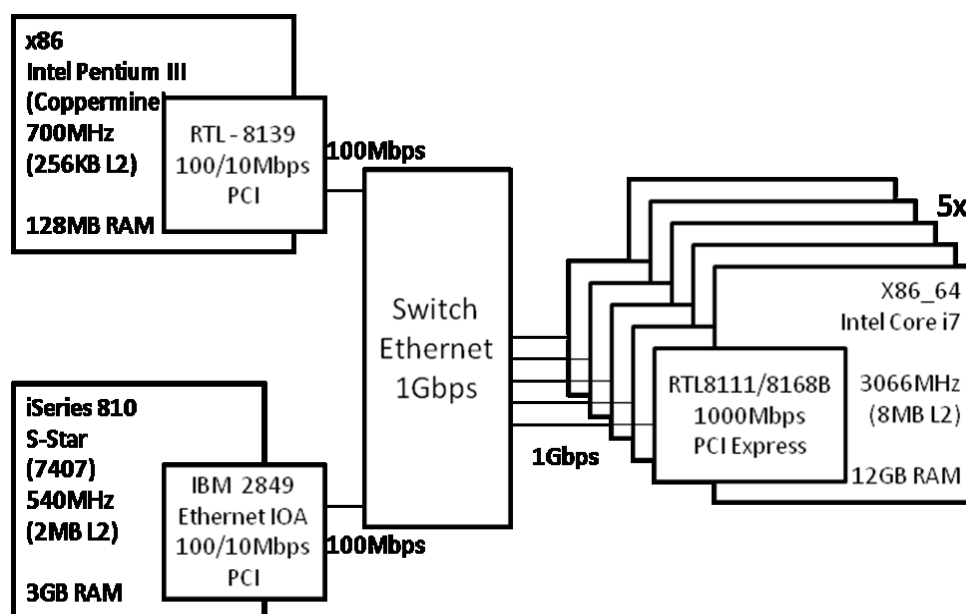 x86
Intel Pentium III
(Coppermine
700MHz
(256KB L2)
128MB RAM
RTL-8139
100/10Mbps
PCI
100Mbps
Switch
Ethernet
1Gbps
iSeries 810
S-Star
(7407)
540MHz
(2MB L2)
3GB RAM
IBM 2849
Ethernet IOA
100/10Mbps
PCI
100Mbps
1Gbps
5x
X86_64
Intel Core i7
3066MHz
(8MB L2)
12GB RAM
RTL8111/8168B
1000Mbps
PCI Express